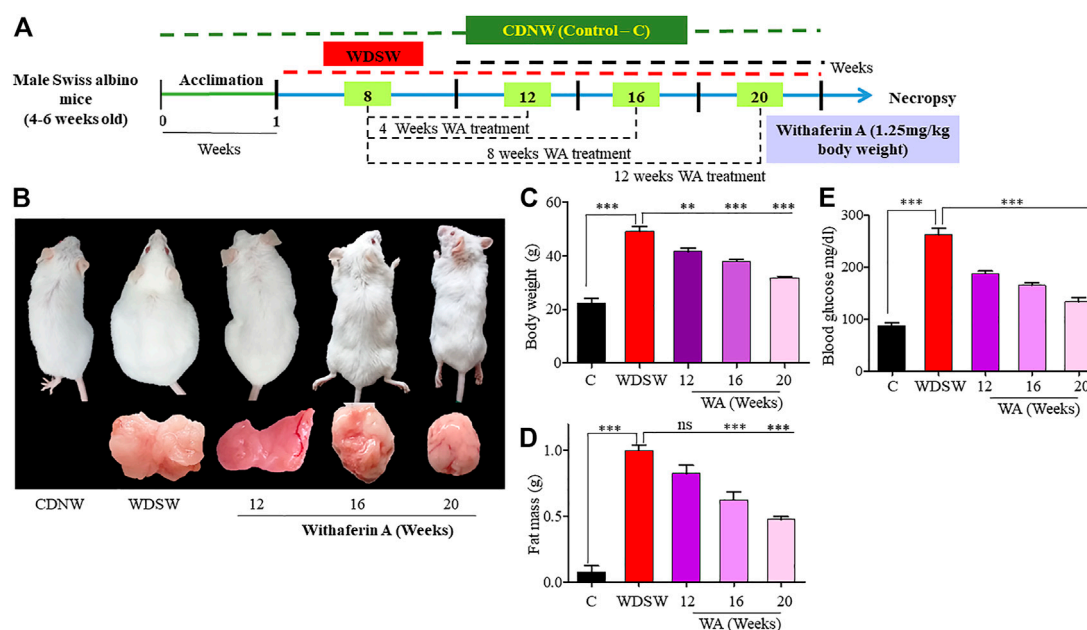 A
CDNW (Control – C)
WDSW
Weeks
Male Swiss albino
mice
(4-6 weeks old)
Acclimation
8
12
16
20
Necropsy
0
1
Weeks
4 Weeks WA treatment
8 weeks WA treatment
12 weeks WA treatment
Withaferin A (1.25mg/kg
body weight)
B
CDNW
WDSW
12
16
20
Withaferin A (Weeks)
C
Body weight (g)
60
40
20
0
***
**
***
***
C
WDSW
12
16
20
WA (Weeks)
D
Fat mass (g)
1.0
0.5
0.0
***
ns
***
***
C
WDSW
12
16
20
WA (Weeks)
E
Blood glucose mg/dl
300
200
100
0
***
***
C
WDSW
12
16
20
WA (Weeks)